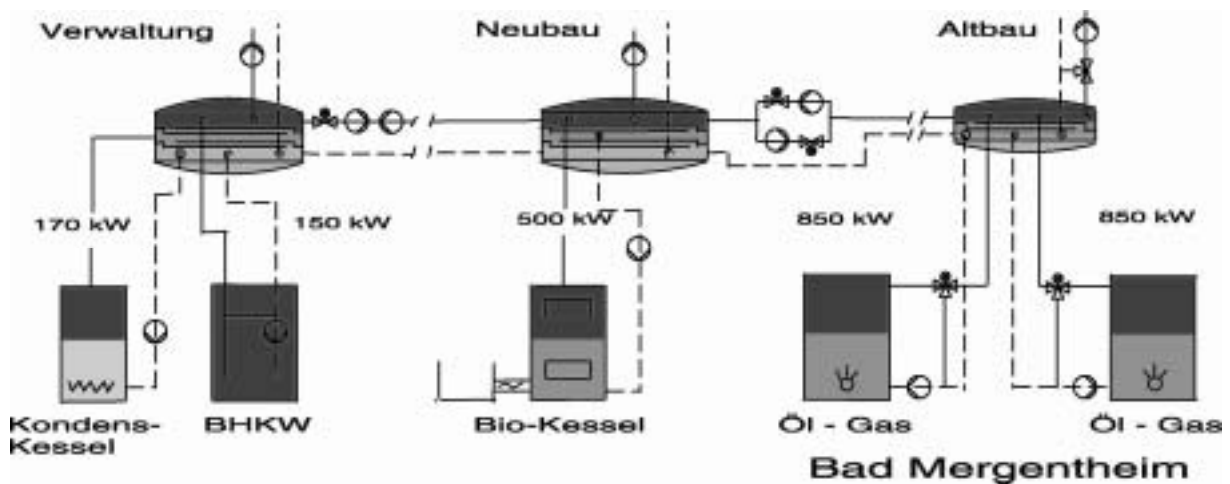 Verwaltung
Neubau
Altbau
170 kW
150 kW
500 kW
850 kW
850 kW
Kondens-
Kessel
BHKW
Bio-Kessel
Öl - Gas
Öl - Gas
Bad Mergentheim